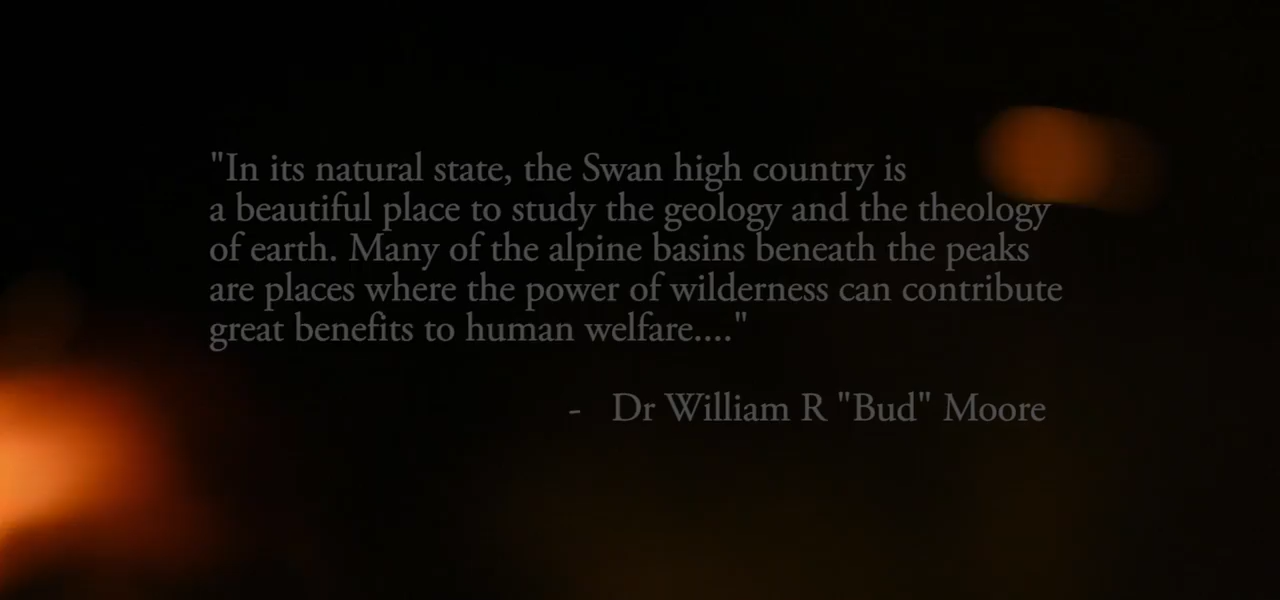 "In its natural state, the Swan high country is
a beautiful place to study the geology and the theology
of earth. Many of the alpine basins beneath the peaks
are places where the power of wilderness can contribute
great benefits to human welfare...."
- Dr William R "Bud" Moore